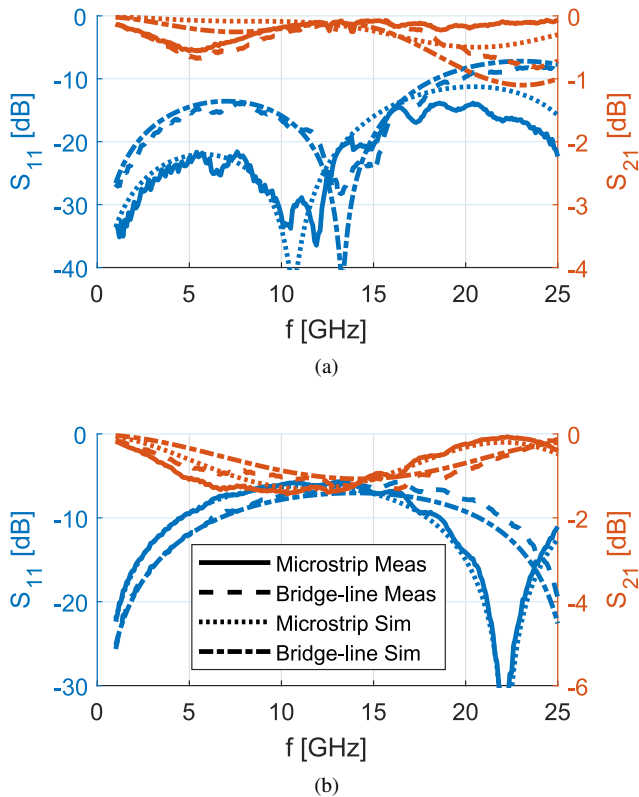 0
-10
-20
-30
-40
S11 [dB]
0
-1
-2
-3
-4
S21 [dB]
0 5 10 15 20 25
f [GHz]
(a)
0
-10
-20
-30
S11 [dB]
Microstrip Meas
Bridge-line Meas
Microstrip Sim
Bridge-line Sim
0
-2
-4
-6
S21 [dB]
0 5 10 15 20 25
f [GHz]
(b)